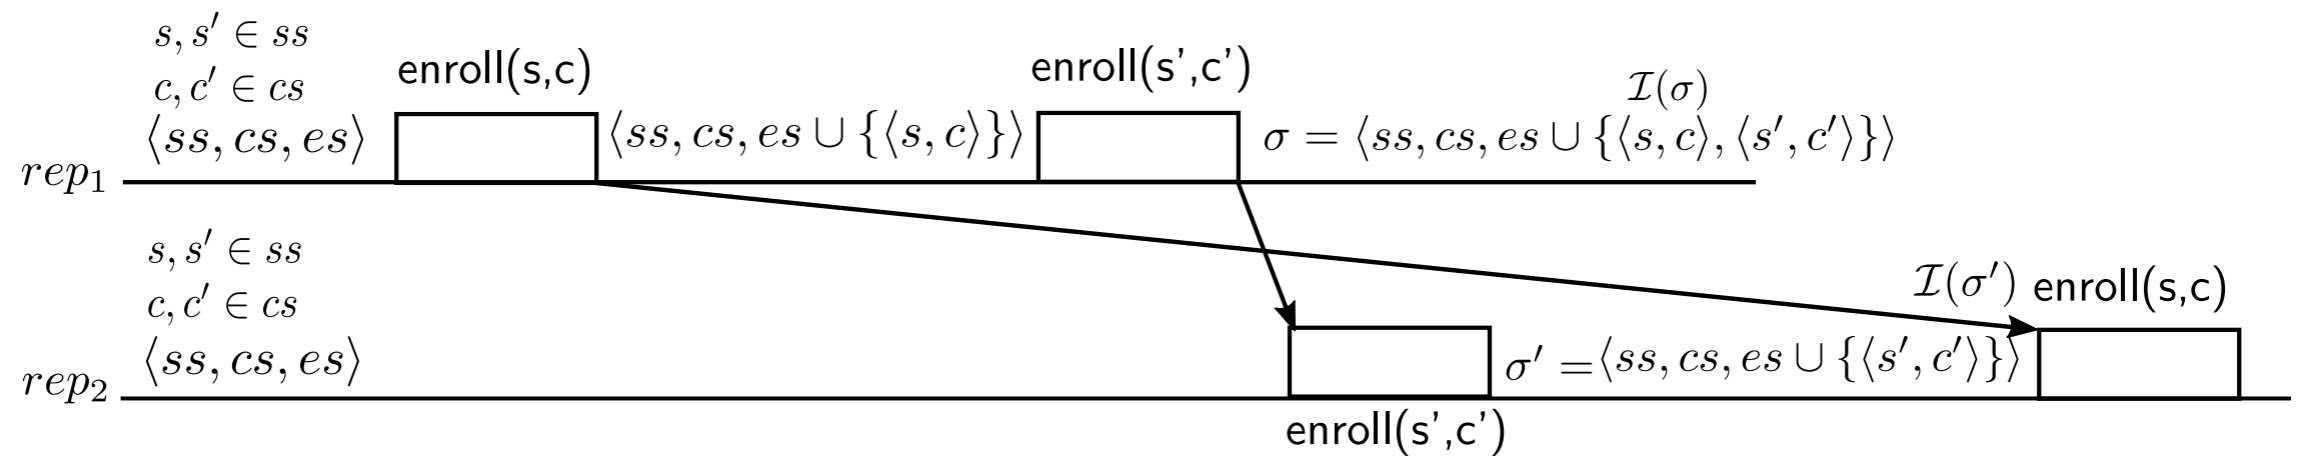 s, s′ ∈ ss
c, c′ ∈ cs
⟨ss, cs, es⟩
rep₁
enroll(s,c)
⟨ss, cs, es ∪ {⟨s, c⟩}⟩
enroll(s',c')
ℐ(σ)
σ = ⟨ss, cs, es ∪ {⟨s, c⟩, ⟨s′, c′⟩}⟩
s, s′ ∈ ss
c, c′ ∈ cs
⟨ss, cs, es⟩
rep₂
enroll(s',c')
σ′ = ⟨ss, cs, es ∪ {⟨s′, c′⟩}⟩
ℐ(σ′)
enroll(s,c)